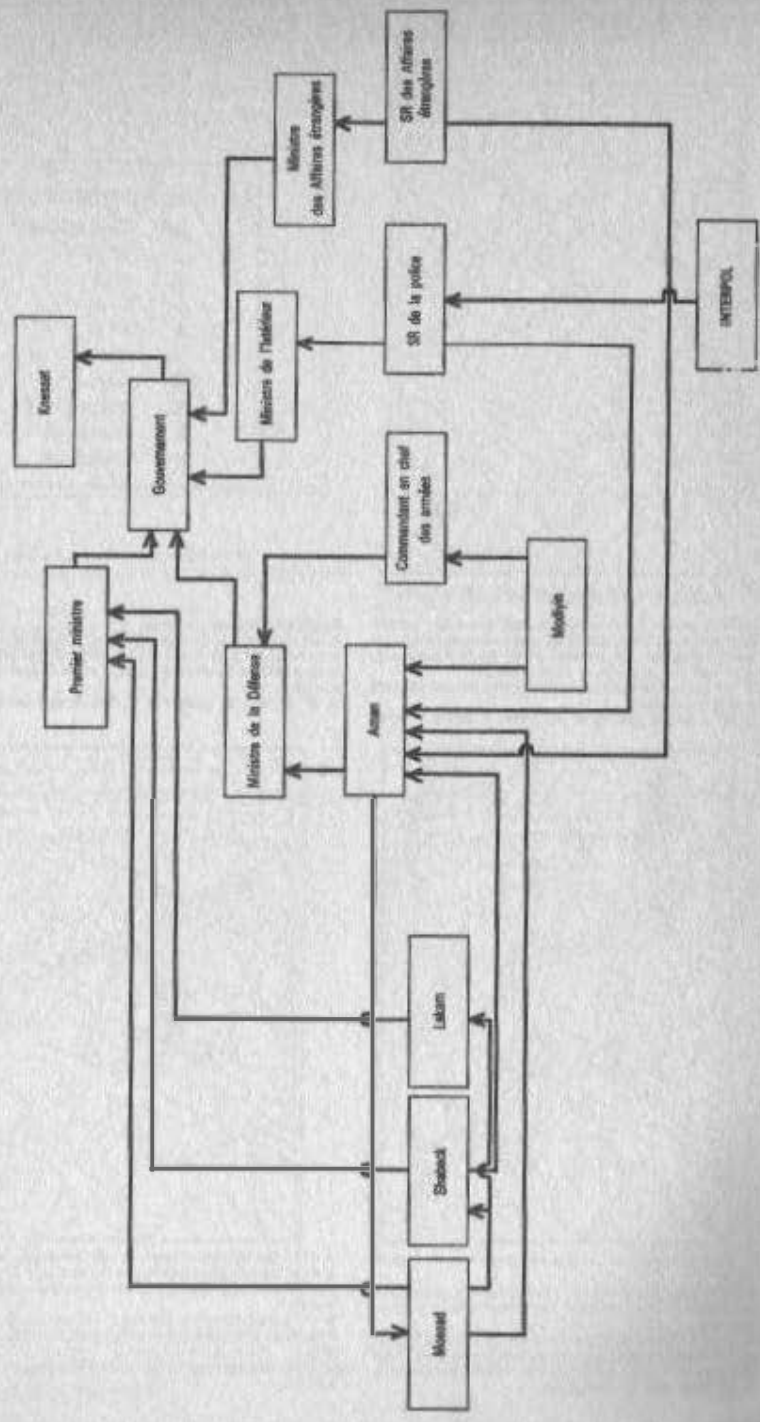 Knesset
Gouvernement
Premier ministre
Ministre
des Affaires étrangères
Ministre de l'Intérieur
Ministre de la Défense
SR des Affaires
étrangères
SR de la police
Commandant en chef
des armées
Aman
Lakam
Shabeck
Mossad
Modiyin
INTERPOL